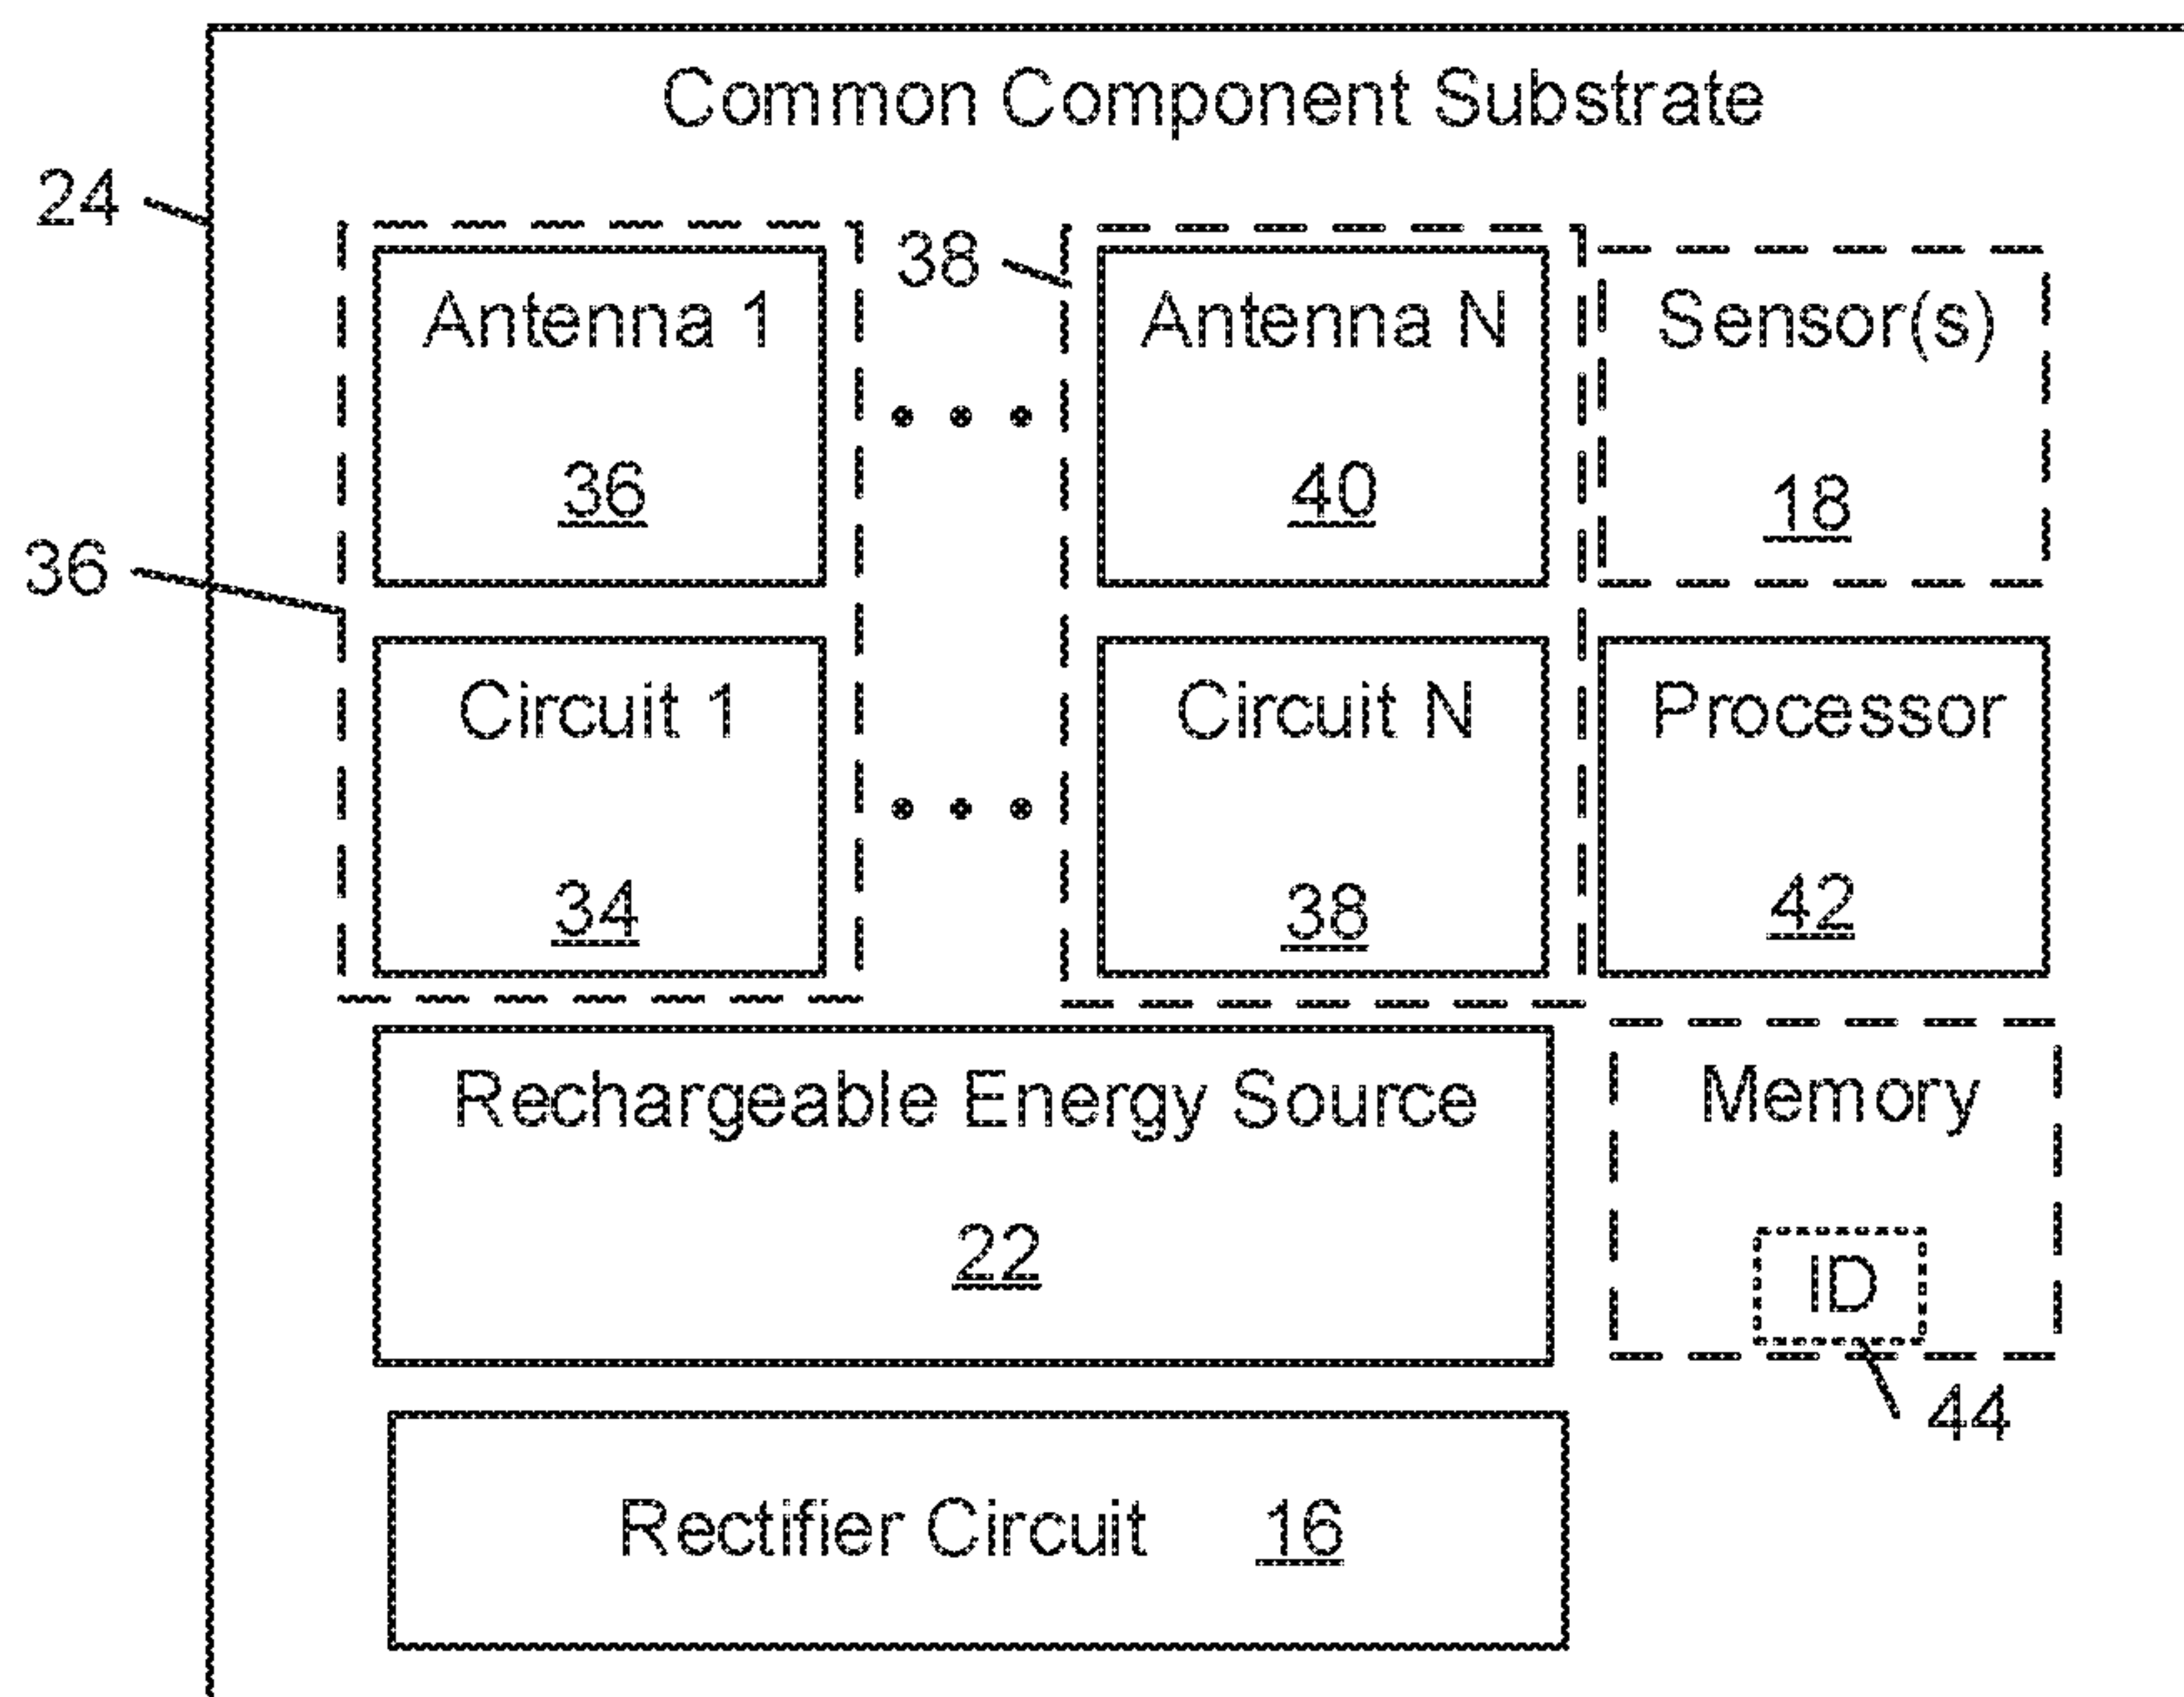 Common Component Substrate
24
38
Antenna 1
Antenna N
Sensor(s)
36
40
18
36
Circuit 1
Circuit N
Processor
34
38
42
Rechargeable Energy Source
Memory
22
ID
44
Rectifier Circuit 16